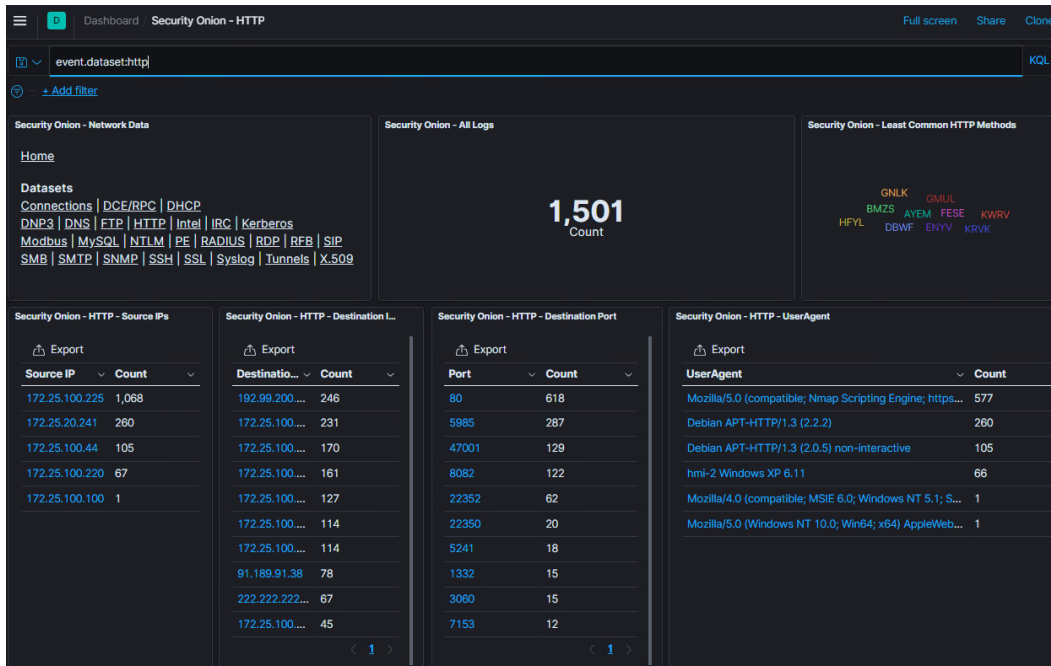 D Dashboard / Security Onion - HTTP Full screen Share Clone
event.dataset:http KQL
+ Add filter
Security Onion - Network Data
Home
Datasets
Connections | DCE/RPC | DHCP
DNP3 | DNS | FTP | HTTP | Intel | IRC | Kerberos
Modbus | MySQL | NTLM | PE | RADIUS | RDP | RFB | SIP
SMB | SMTP | SNMP | SSH | SSL | Syslog | Tunnels | X.509
Security Onion - All Logs
1,501
Count
Security Onion - Least Common HTTP Methods
GNLK GMUL
BMZS AYEM FESE KWRV
HFYL DBWF ENYV KRVK
Security Onion - HTTP - Source IPs
Export
Source IP Count
172.25.100.225 1,068
172.25.20.241 260
172.25.100.44 105
172.25.100.220 67
172.25.100.100 1
Security Onion - HTTP - Destination I...
Export
Destinatio... Count
192.99.200.... 246
172.25.100.... 231
172.25.100.... 170
172.25.100.... 161
172.25.100.... 127
172.25.100.... 114
172.25.100.... 114
91.189.91.38 78
222.222.222... 67
172.25.100.... 45
1
Security Onion - HTTP - Destination Port
Export
Port Count
80 618
5985 287
47001 129
8082 122
22352 62
22350 20
5241 18
1332 15
3060 15
7153 12
1
Security Onion - HTTP - UserAgent
Export
UserAgent Count
Mozilla/5.0 (compatible; Nmap Scripting Engine; https... 577
Debian APT-HTTP/1.3 (2.2.2) 260
Debian APT-HTTP/1.3 (2.0.5) non-interactive 105
hmi-2 Windows XP 6.11 66
Mozilla/4.0 (compatible; MSIE 6.0; Windows NT 5.1; S... 1
Mozilla/5.0 (Windows NT 10.0; Win64; x64) AppleWeb... 1